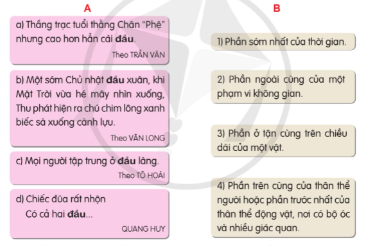 A
B
a) Thắng trạc tuổi thằng Chân "Phệ"
nhưng cao hơn hẳn cái đầu.
Theo TRẦN VÂN
b) Một sớm Chủ nhật đầu xuân, khi
Mặt Trời vừa hé mây nhìn xuống,
Thu phát hiện ra chú chim lông xanh
biếc sà xuống cành lựu.
Theo VÂN LONG
c) Mọi người tập trung ở đầu làng.
Theo TÔ HOÀI
d) Chiếc đũa rất nhộn
Có cả hai đầu...
QUANG HUY
1) Phần sớm nhất của thời gian.
2) Phần ngoài cùng của một
phạm vi không gian.
3) Phần ở tận cùng trên chiều
dài của một vật.
4) Phần trên cùng của thân thể
người hoặc phần trước nhất của
thân thể động vật, nơi có bộ óc
và nhiều giác quan.